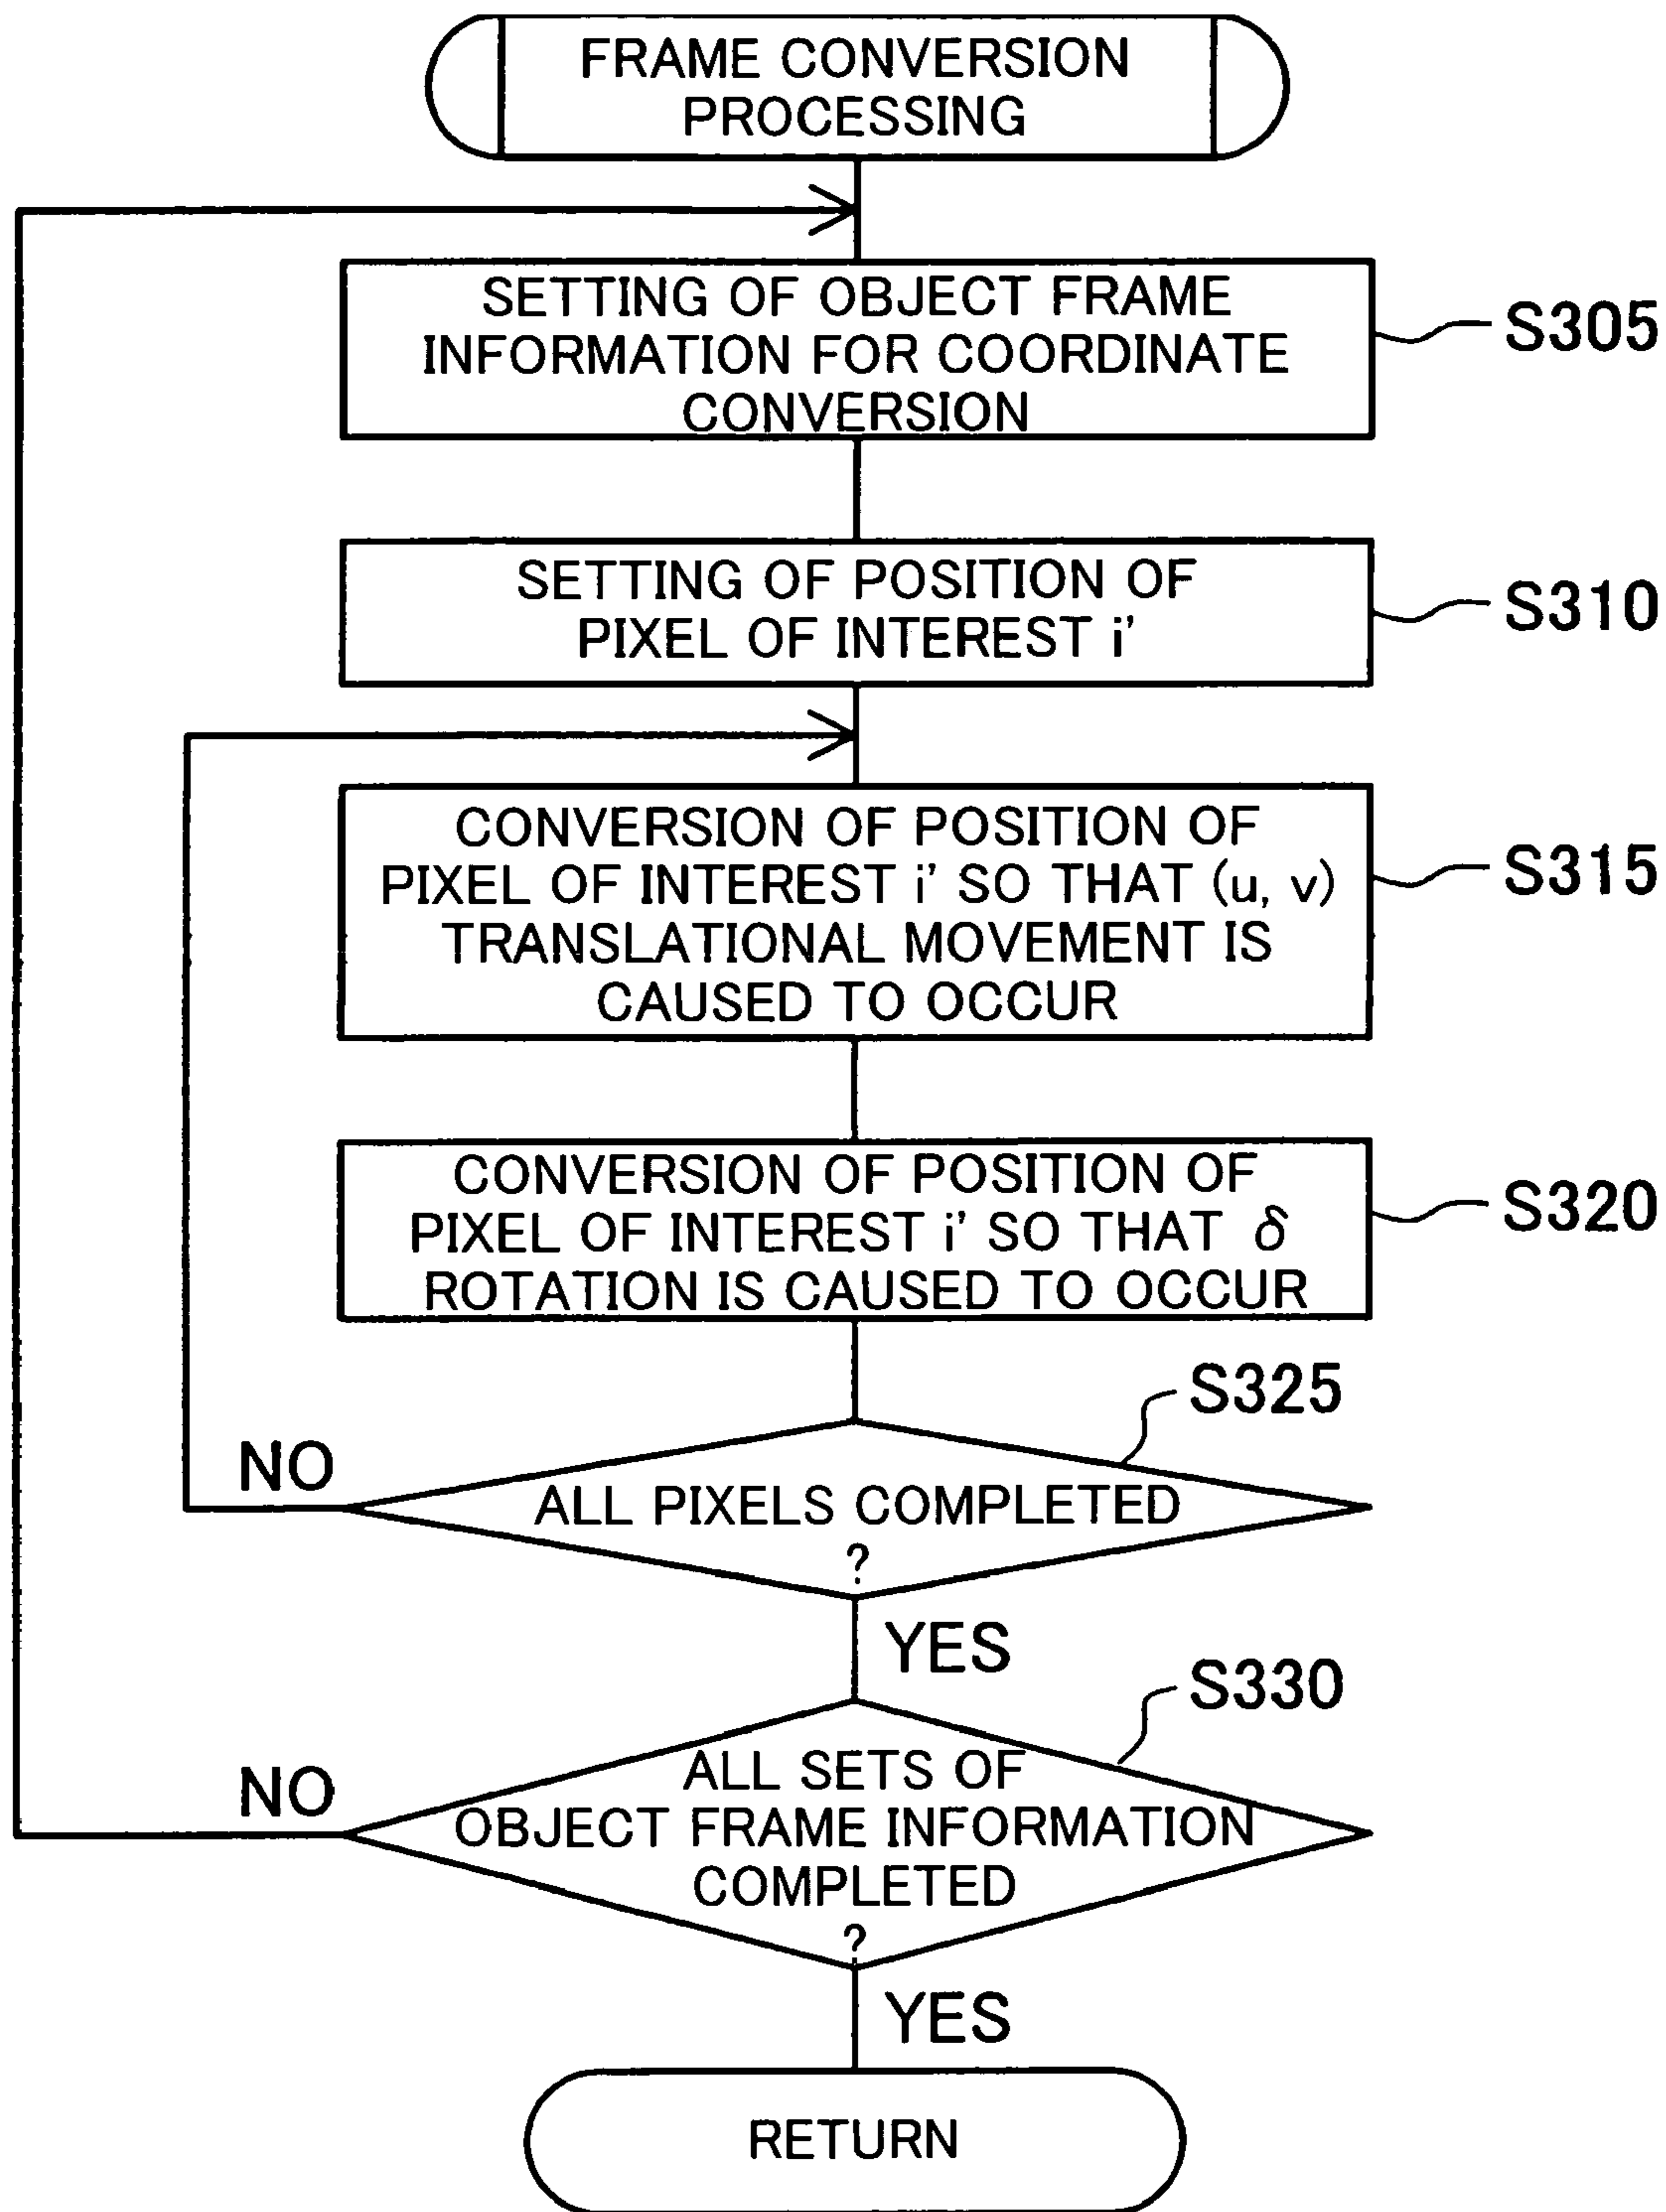 FRAME CONVERSION
PROCESSING
SETTING OF OBJECT FRAME
INFORMATION FOR COORDINATE
CONVERSION
S305
SETTING OF POSITION OF
PIXEL OF INTEREST i'
S310
CONVERSION OF POSITION OF
PIXEL OF INTEREST i' SO THAT (u, v)
TRANSLATIONAL MOVEMENT IS
CAUSED TO OCCUR
S315
CONVERSION OF POSITION OF
PIXEL OF INTEREST i' SO THAT δ
ROTATION IS CAUSED TO OCCUR
S320
S325
NO
ALL PIXELS COMPLETED
?
YES
S330
NO
ALL SETS OF
OBJECT FRAME INFORMATION
COMPLETED
?
YES
RETURN